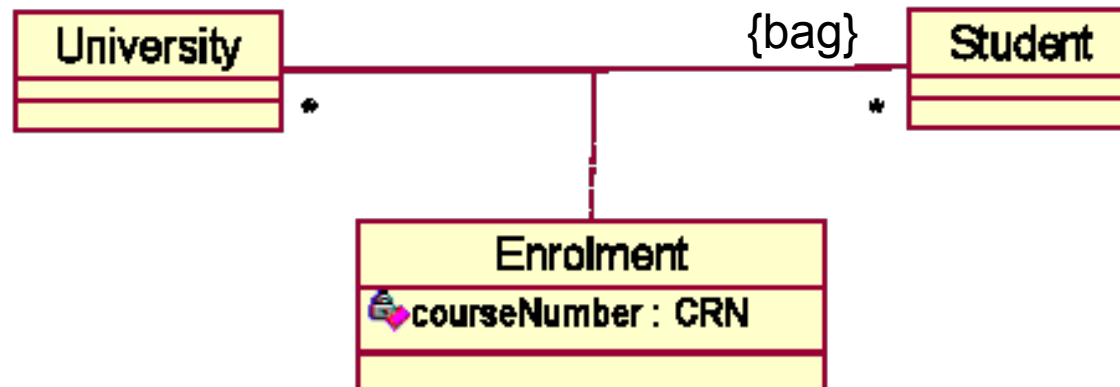 University
{bag}
Student
*
*
Enrolment
courseNumber : CRN